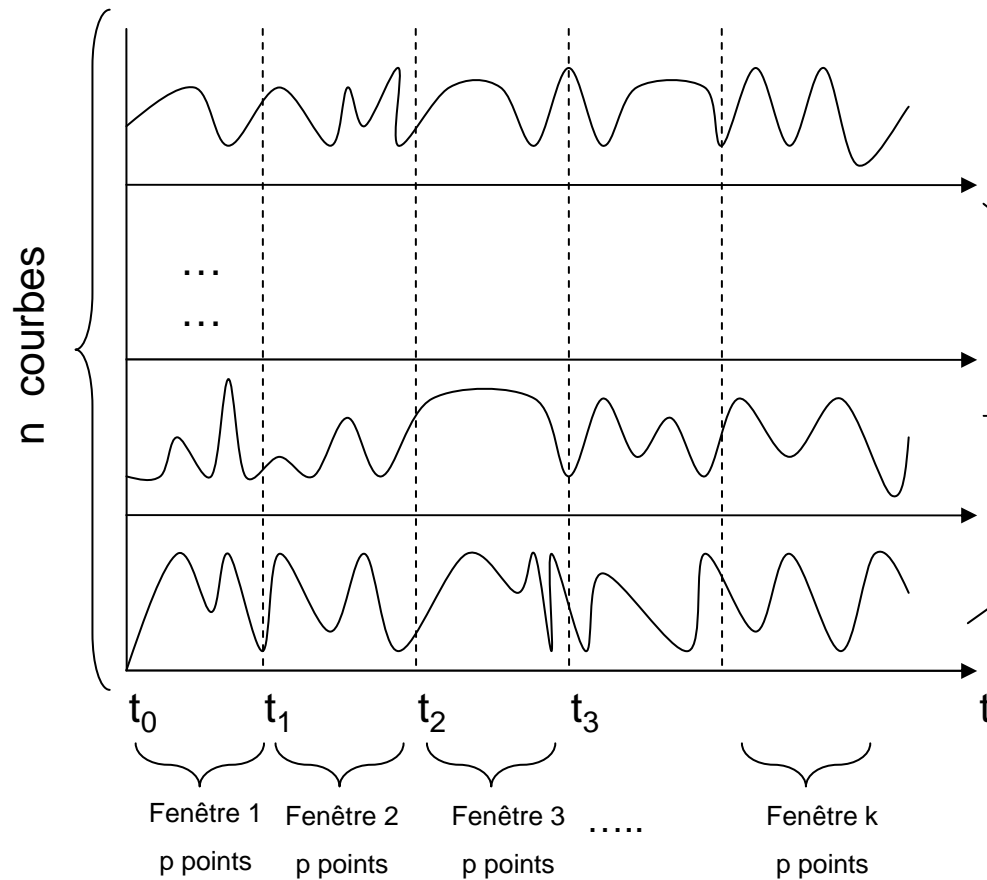 n courbes
...
...
t0 t1 t2 t3 t
Fenêtre 1 Fenêtre 2 Fenêtre 3 ..... Fenêtre k
p points p points p points p points